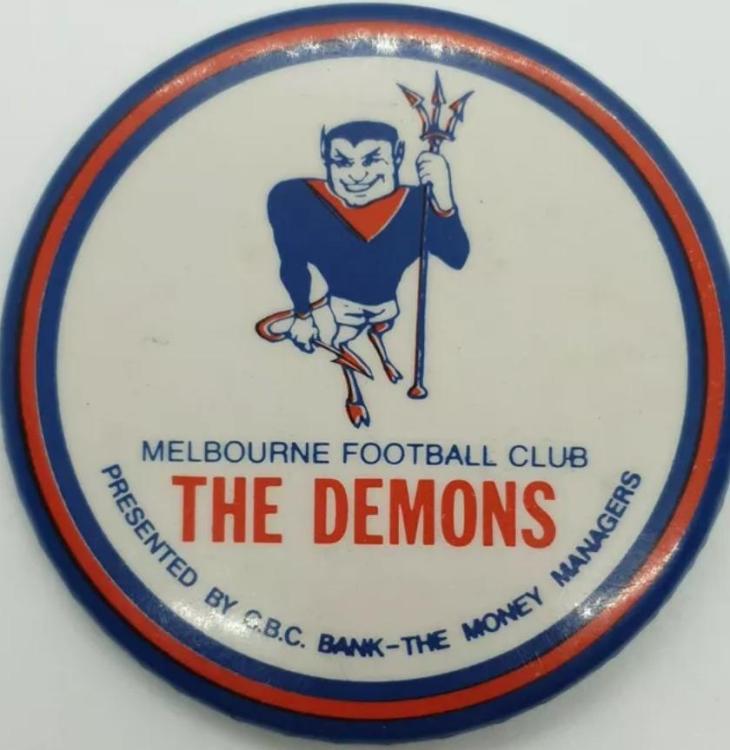 MELBOURNE FOOTBALL CLUB
THE DEMONS
PRESENTED BY C.B.C. BANK-THE MONEY MANAGERS